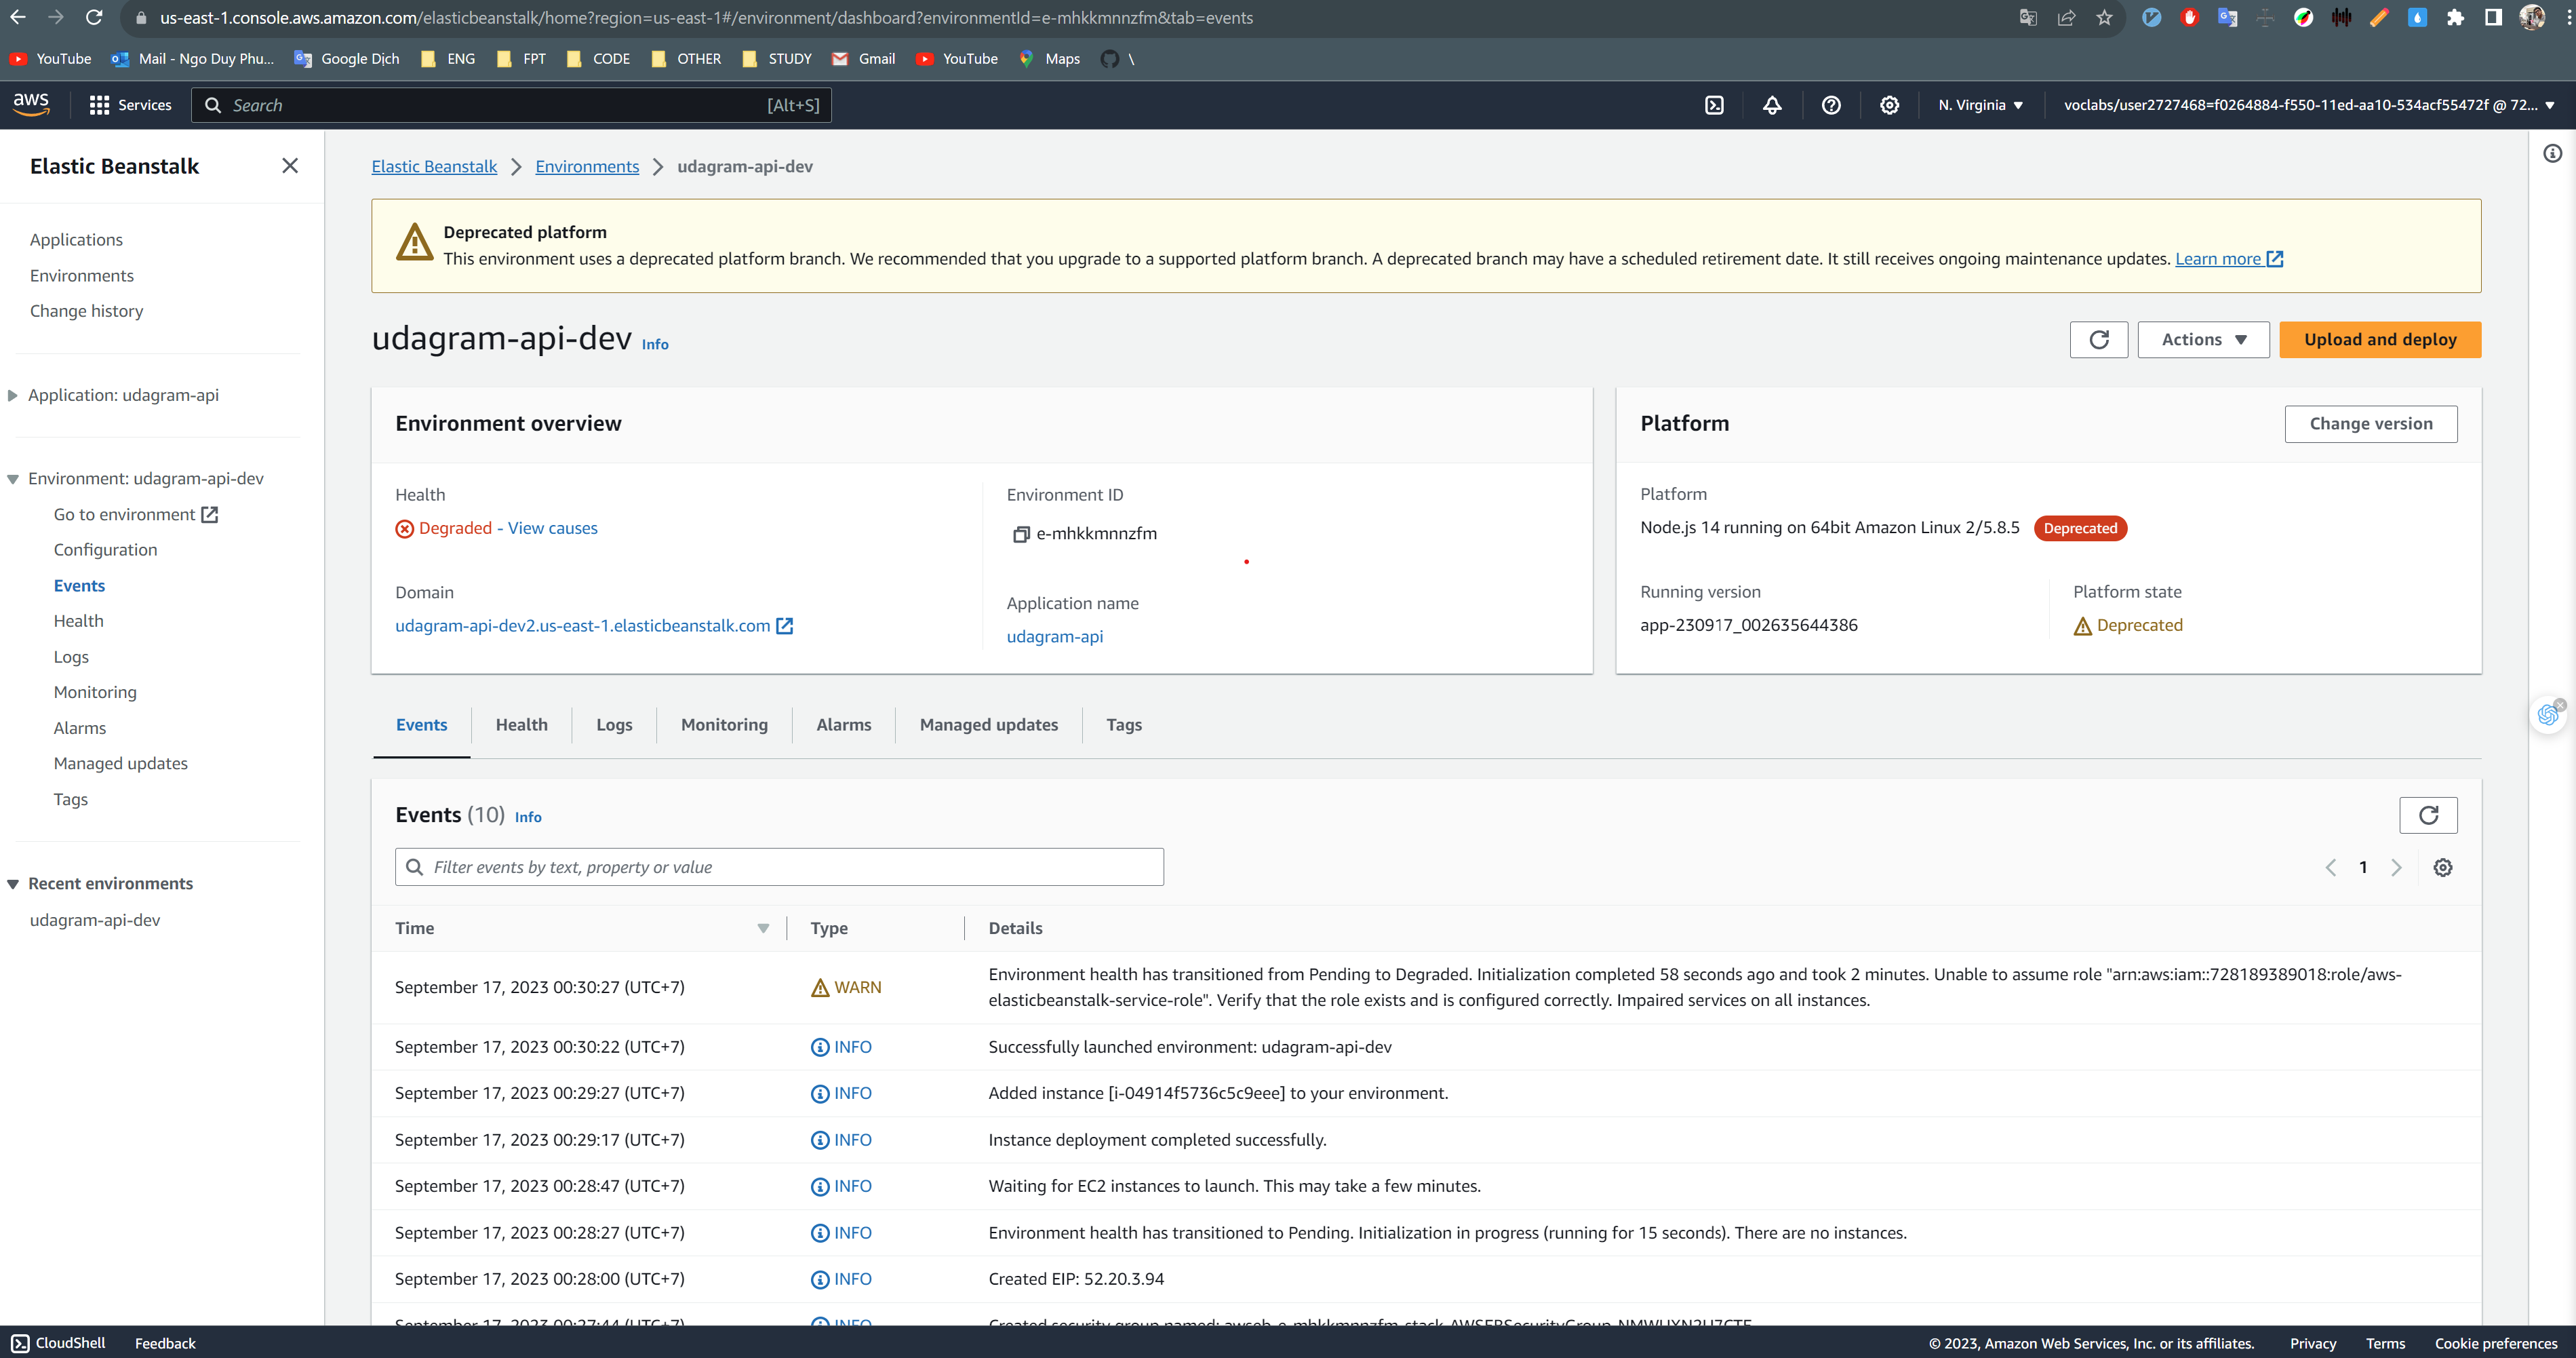 us-east-1.console.aws.amazon.com/elasticbeanstalk/home?region=us-east-1#/environment/dashboard?environmentId=e-mhkkmnnzfm&tab=events
YouTube Mail - Ngo Duy Phu... Google Dịch ENG FPT CODE OTHER STUDY Gmail YouTube Maps \
aws Services Search [Alt+S] N. Virginia voclabs/user2727468=f0264884-f550-11ed-aa10-534acf55472f @ 72...
Elastic Beanstalk
Applications
Environments
Change history
Application: udagram-api
Environment: udagram-api-dev
Go to environment
Configuration
Events
Health
Logs
Monitoring
Alarms
Managed updates
Tags
Recent environments
udagram-api-dev
Elastic Beanstalk > Environments > udagram-api-dev
Deprecated platform
This environment uses a deprecated platform branch. We recommended that you upgrade to a supported platform branch. A deprecated branch may have a scheduled retirement date. It still receives ongoing maintenance updates. Learn more
udagram-api-dev Info
Actions
Upload and deploy
Environment overview
Health
Degraded - View causes
Domain
udagram-api-dev2.us-east-1.elasticbeanstalk.com
Environment ID
e-mhkkmnnzfm
Application name
udagram-api
Platform
Change version
Platform
Node.js 14 running on 64bit Amazon Linux 2/5.8.5 Deprecated
Running version
app-230917_002635644386
Platform state
Deprecated
Events Health Logs Monitoring Alarms Managed updates Tags
Events (10) Info
Filter events by text, property or value
1
Time Type Details
September 17, 2023 00:30:27 (UTC+7) WARN Environment health has transitioned from Pending to Degraded. Initialization completed 58 seconds ago and took 2 minutes. Unable to assume role "arn:aws:iam::728189389018:role/aws-
elasticbeanstalk-service-role". Verify that the role exists and is configured correctly. Impaired services on all instances.
September 17, 2023 00:30:22 (UTC+7) INFO Successfully launched environment: udagram-api-dev
September 17, 2023 00:29:27 (UTC+7) INFO Added instance [i-04914f5736c5c9eee] to your environment.
September 17, 2023 00:29:17 (UTC+7) INFO Instance deployment completed successfully.
September 17, 2023 00:28:47 (UTC+7) INFO Waiting for EC2 instances to launch. This may take a few minutes.
September 17, 2023 00:28:27 (UTC+7) INFO Environment health has transitioned to Pending. Initialization in progress (running for 15 seconds). There are no instances.
September 17, 2023 00:28:00 (UTC+7) INFO Created EIP: 52.20.3.94
September 17, 2023 00:27:44 (UTC+7) INFO Created security group named:
CloudShell Feedback © 2023, Amazon Web Services, Inc. or its affiliates. Privacy Terms Cookie preferences